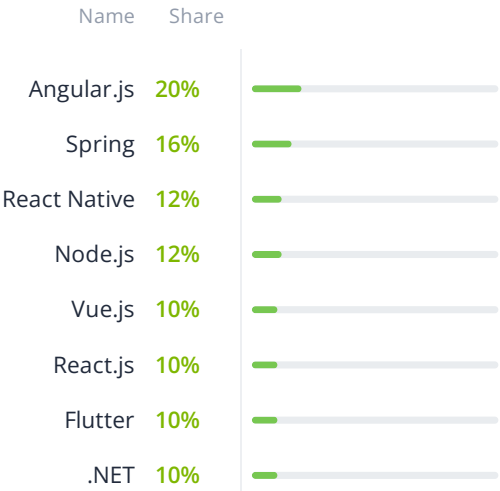 Name Share
Angular.js 20%
Spring 16%
React Native 12%
Node.js 12%
Vue.js 10%
React.js 10%
Flutter 10%
.NET 10%